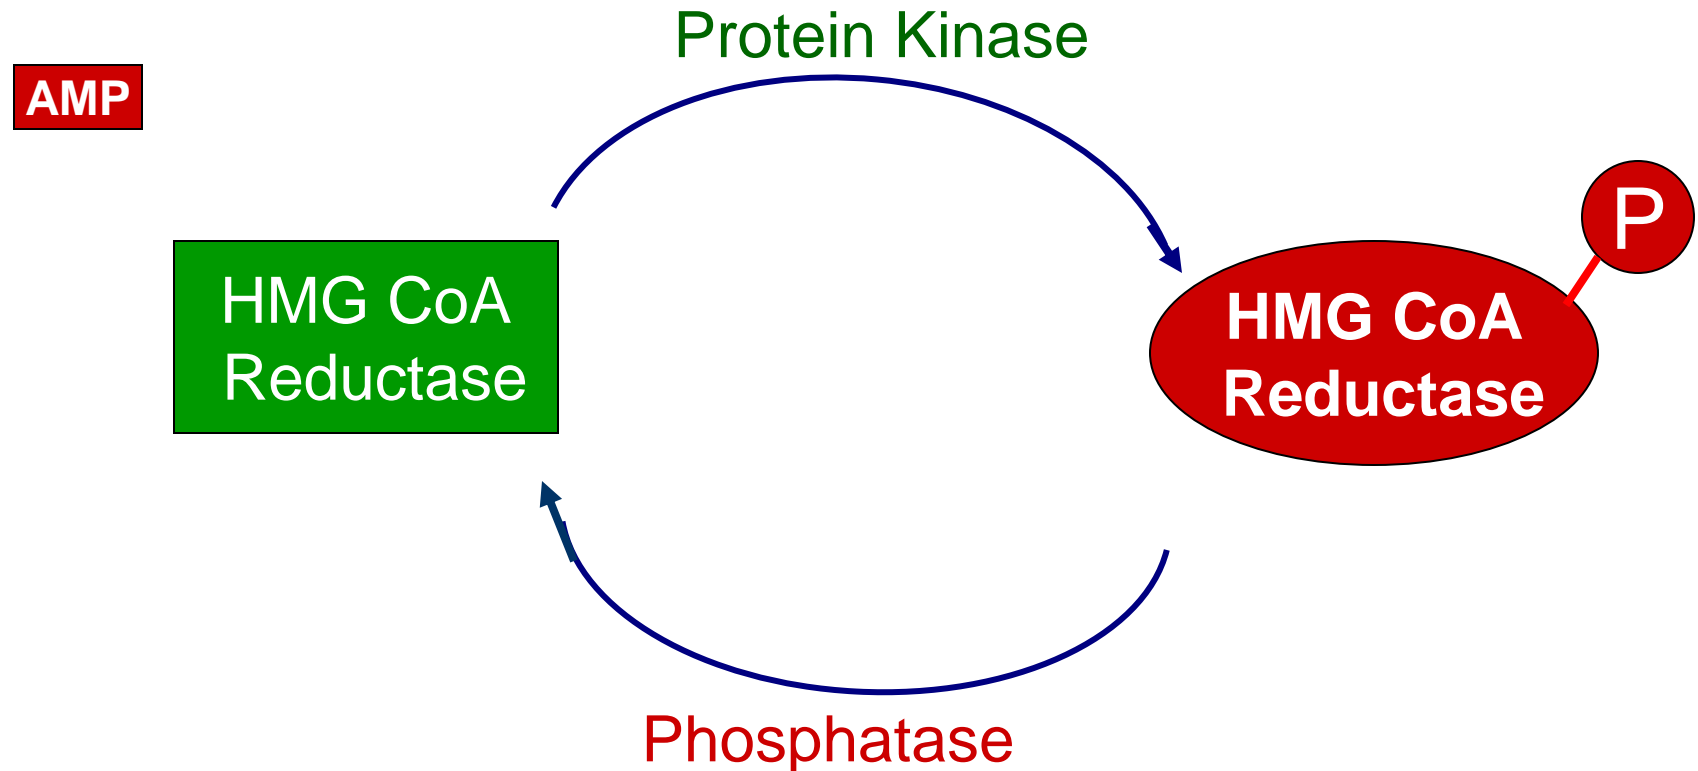 Protein Kinase
AMP
P
HMG CoA
Reductase
HMG CoA
Reductase
Phosphatase